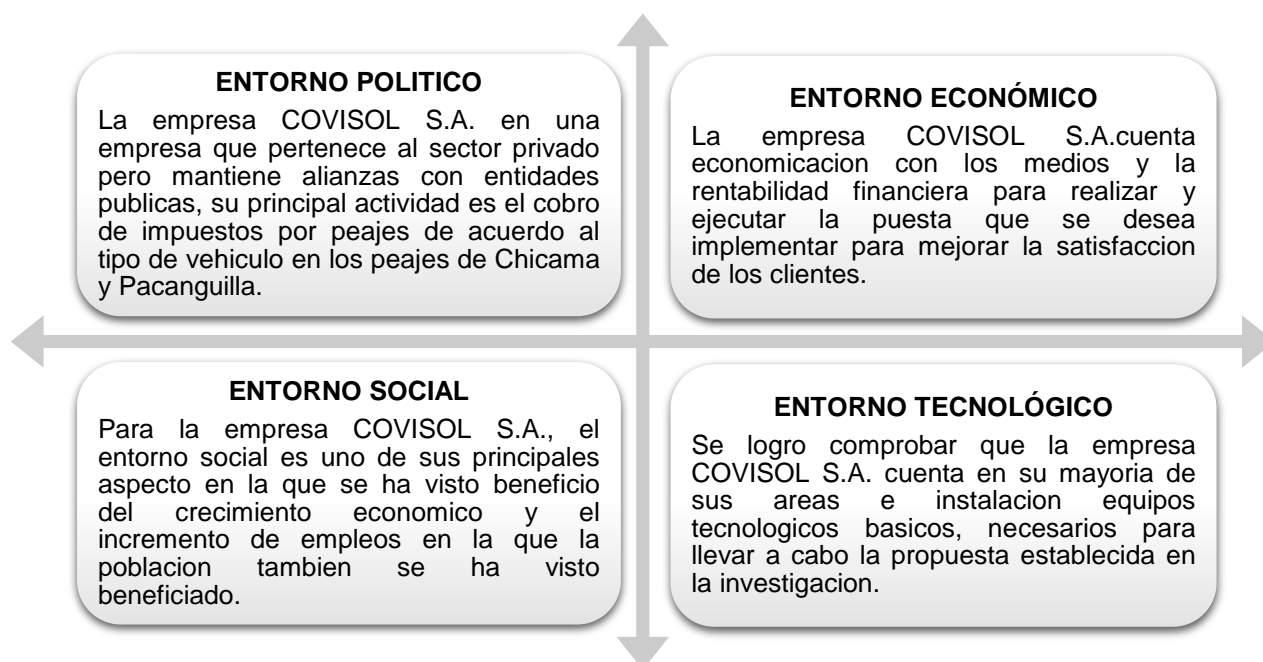 ENTORNO POLITICO
La empresa COVISOL S.A. en una
empresa que pertenece al sector privado
pero mantiene alianzas con entidades
publicas, su principal actividad es el cobro
de impuestos por peajes de acuerdo al
tipo de vehiculo en los peajes de Chicama
y Pacanguilla.
ENTORNO ECONÓMICO
La empresa COVISOL S.A.cuenta
economicacion con los medios y la
rentabilidad financiera para realizar y
ejecutar la puesta que se desea
implementar para mejorar la satisfaccion
de los clientes.
ENTORNO SOCIAL
Para la empresa COVISOL S.A., el
entorno social es uno de sus principales
aspecto en la que se ha visto beneficio
del crecimiento economico y el
incremento de empleos en la que la
poblacion tambien se ha visto
beneficiado.
ENTORNO TECNOLÓGICO
Se logro comprobar que la empresa
COVISOL S.A. cuenta en su mayoria de
sus areas e instalacion equipos
tecnologicos basicos, necesarios para
llevar a cabo la propuesta establecida en
la investigacion.